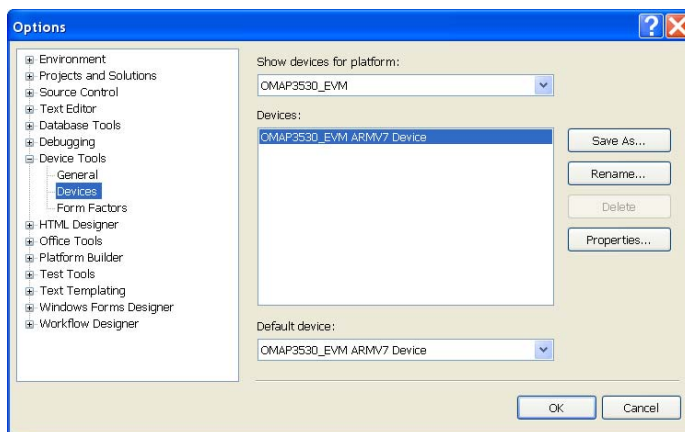 Options
Environment
Projects and Solutions
Source Control
Text Editor
Database Tools
Debugging
Device Tools
General
Devices
Form Factors
HTML Designer
Office Tools
Platform Builder
Test Tools
Text Templating
Windows Forms Designer
Workflow Designer
Show devices for platform:
OMAP3530_EVM
Devices:
OMAP3530_EVM ARMV7 Device
Save As...
Rename...
Delete
Properties...
Default device:
OMAP3530_EVM ARMV7 Device
OK
Cancel